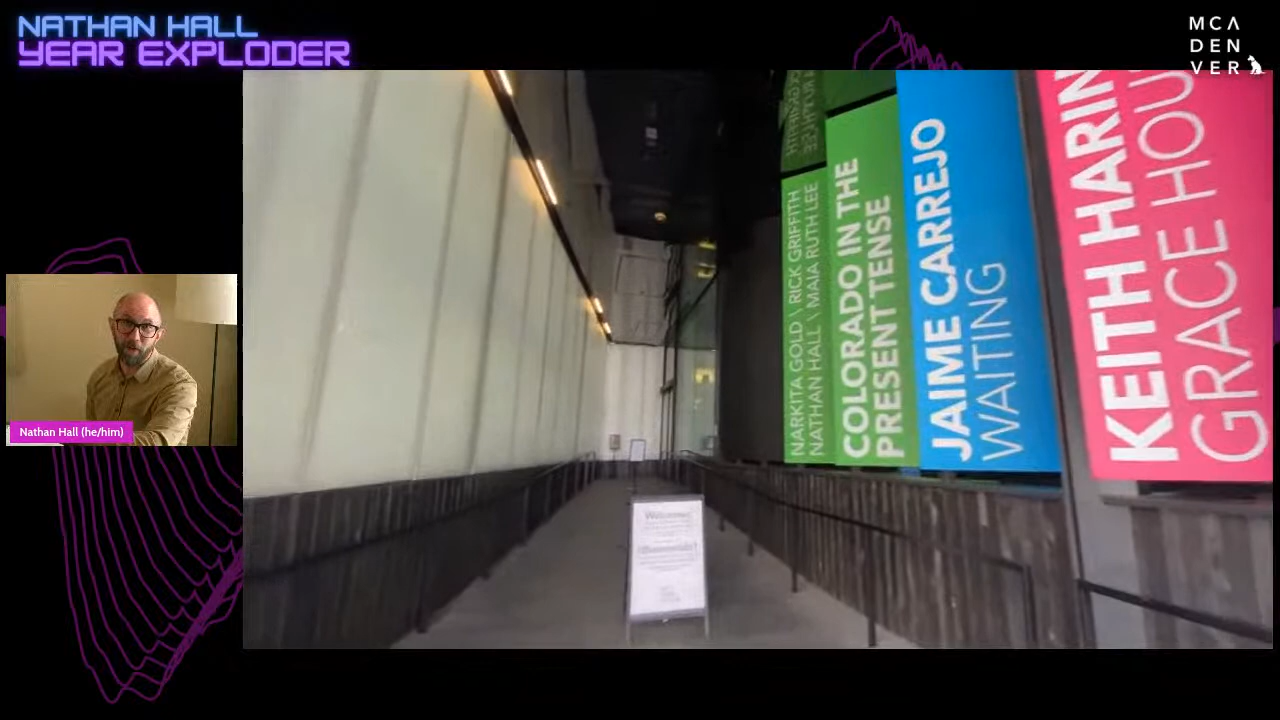 NATHAN HALL
YEAR EXPLODER
MCA
DEN
VER
NARKITA GOLD \ RICK GRIFFITH
NATHAN HALL \ MAIA RUTH LEE
COLORADO IN THE
PRESENT TENSE
JAIME CARREJO
WAITING
KEITH HARIN
GRACE HOU
Nathan Hall (he/him)
Welcome
¡Bienvenido!